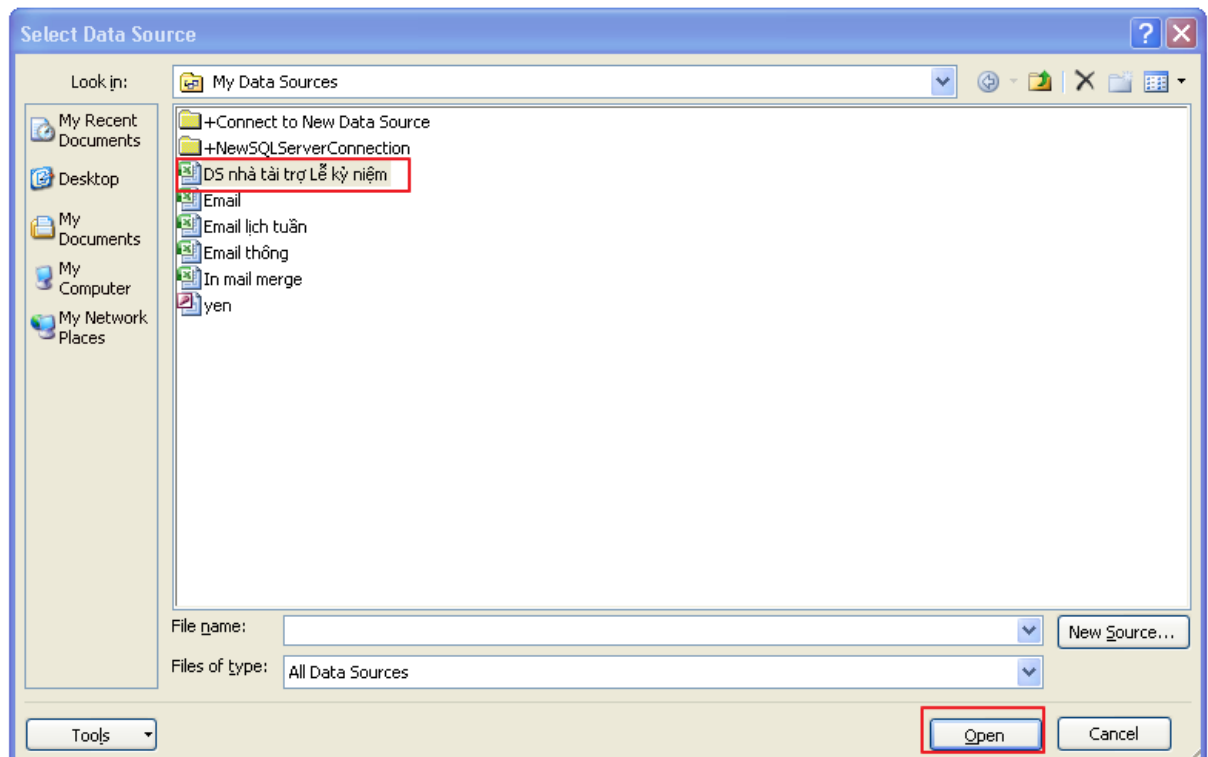 Select Data Source
Look in:
My Data Sources
My Recent
Documents
Desktop
My
Documents
My
Computer
My Network
Places
+Connect to New Data Source
+NewSQLServerConnection
DS nhà tài trợ Lễ kỷ niệm
Email
Email lịch tuần
Email thông
In mail merge
yen
File name:
New Source...
Files of type:
All Data Sources
Tools
Open
Cancel